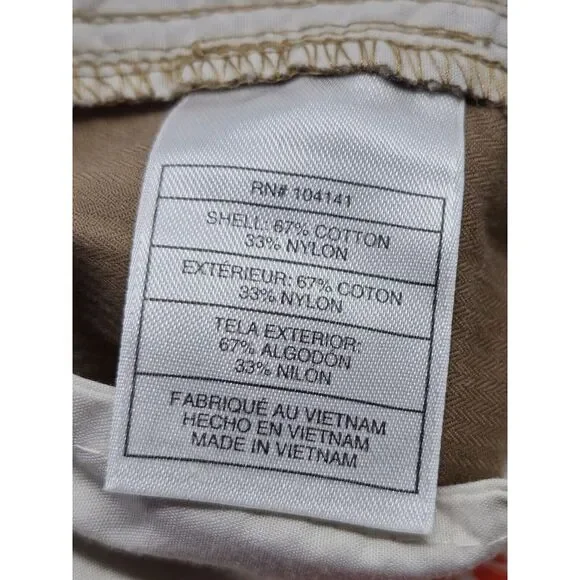 RN# 104141
SHELL: 67% COTTON
33% NYLON
EXTÉRIEUR: 67% COTON
33% NYLON
TELA EXTERIOR:
67% ALGODÓN
33% NILON
FABRIQUÉ AU VIETNAM
HECHO EN VIETNAM
MADE IN VIETNAM